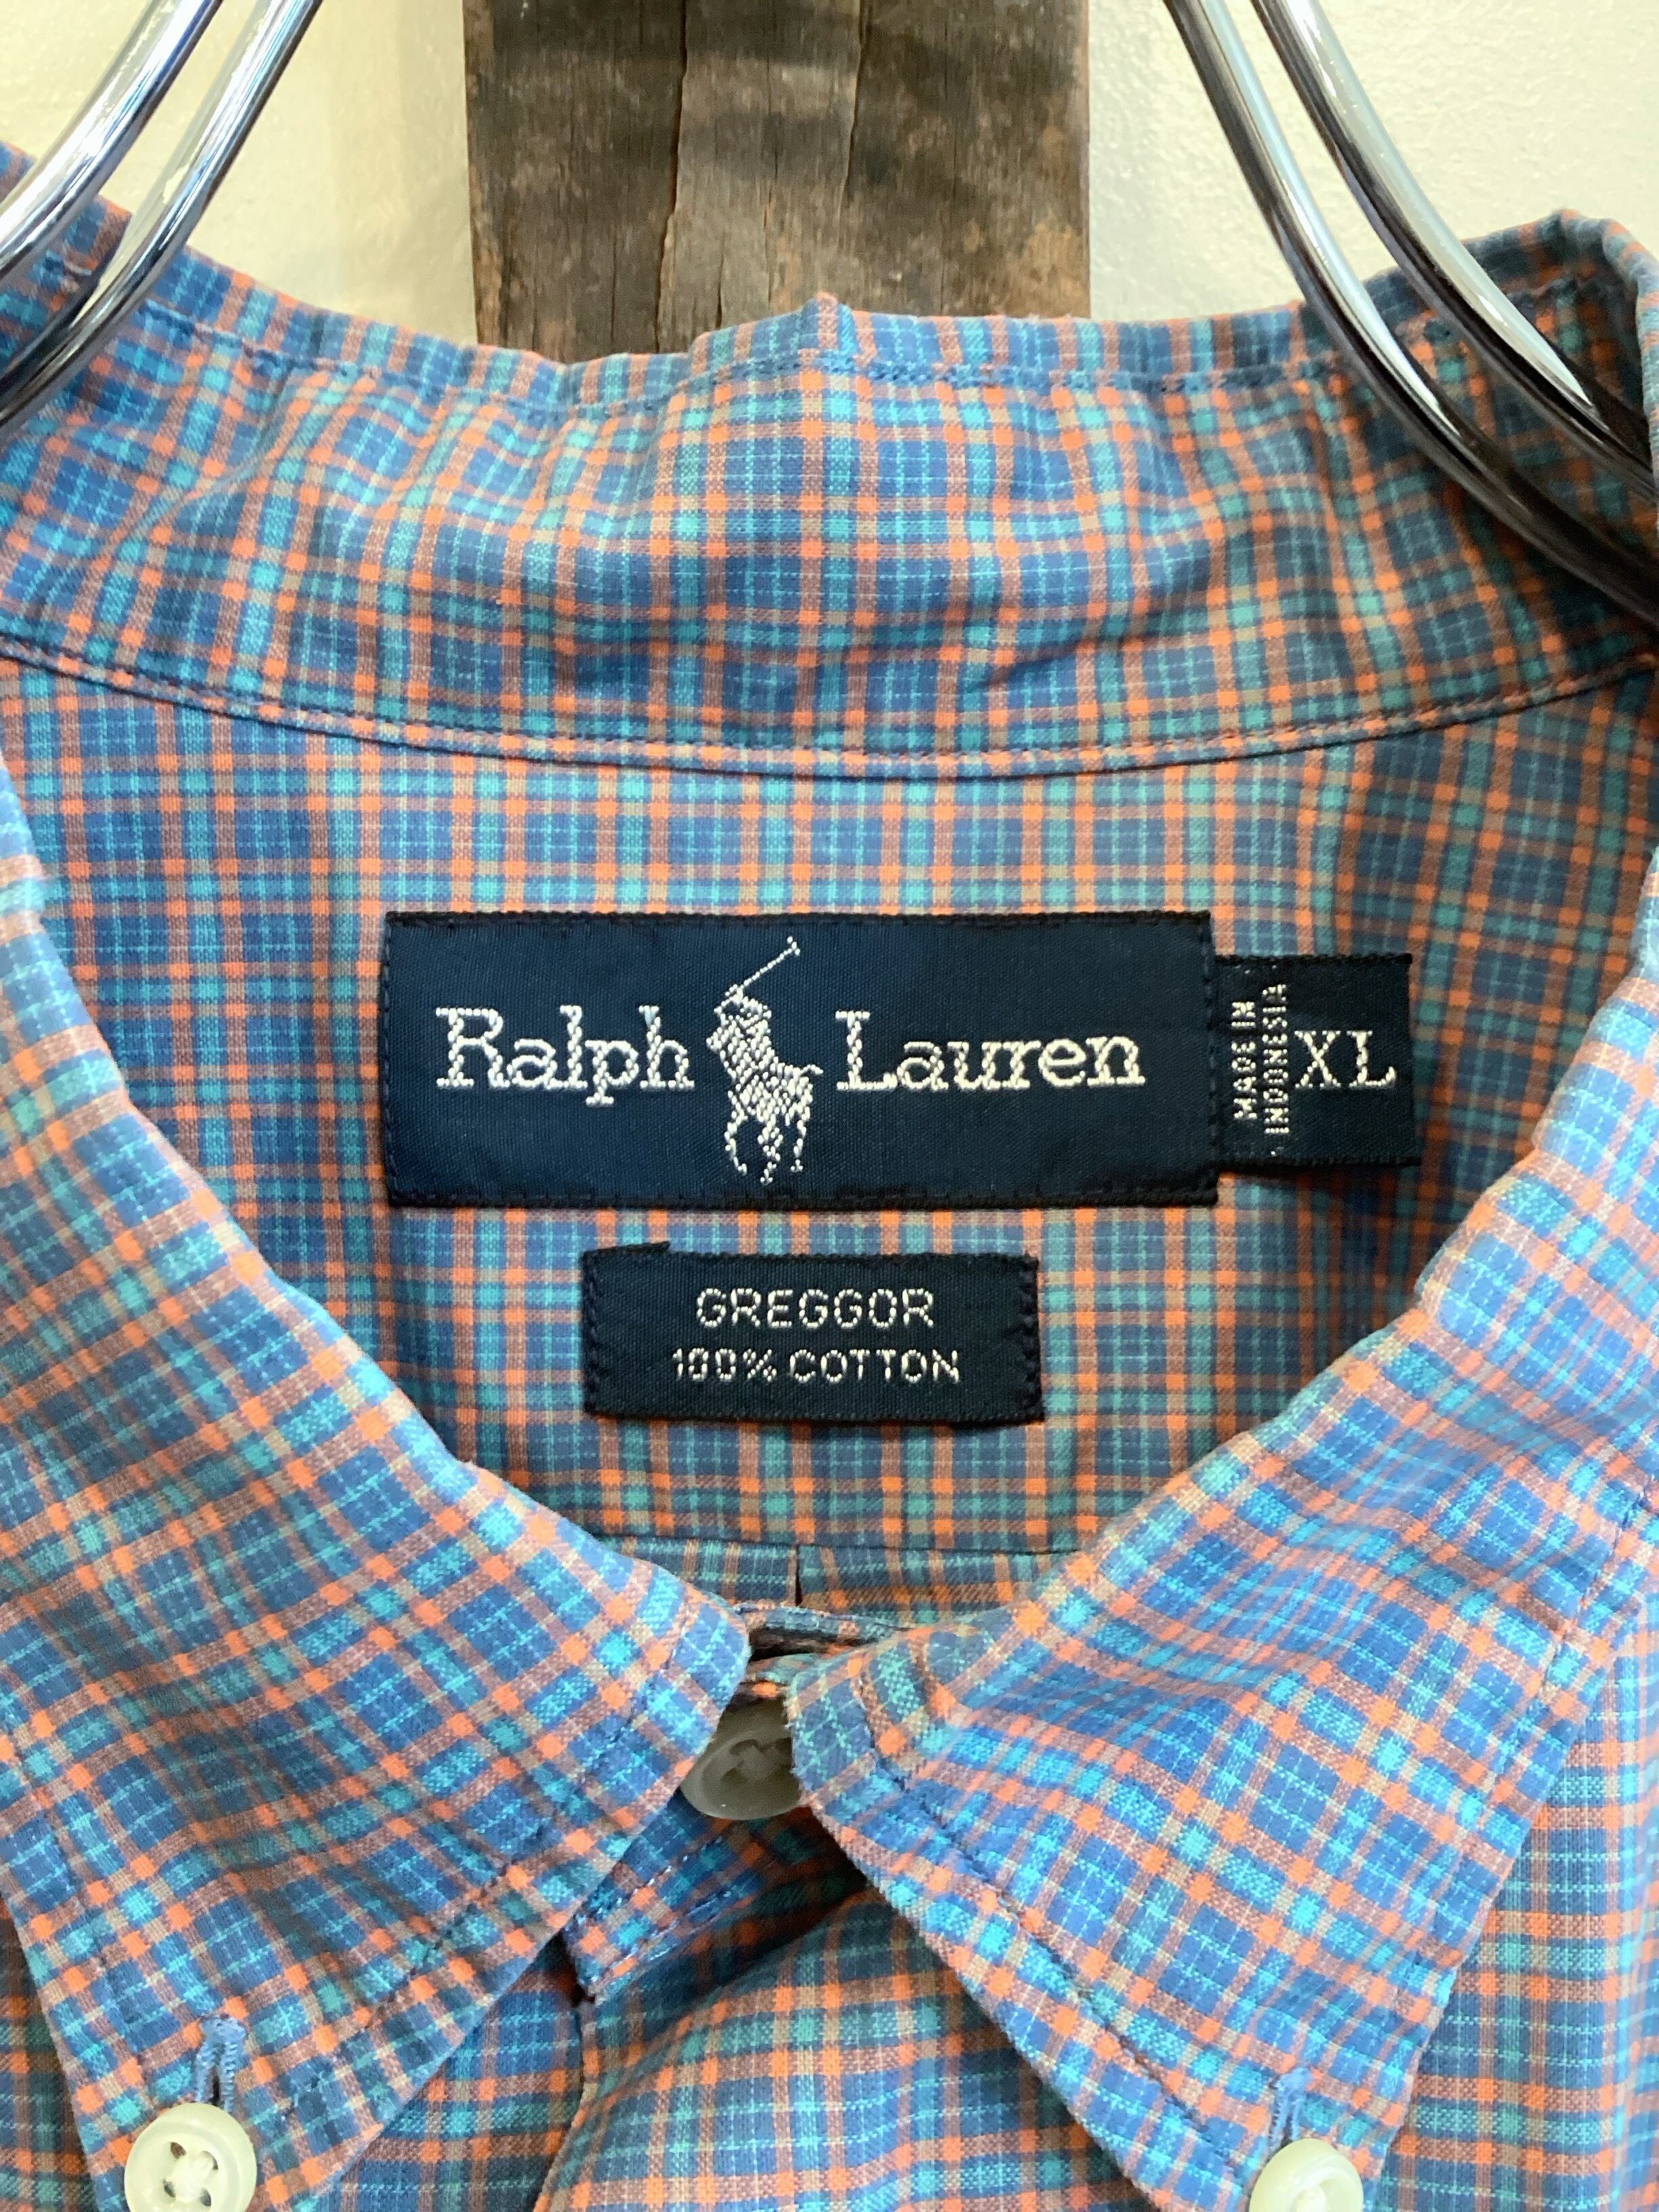 Ralph Lauren
MADE IN
INDONESIA
XL
GREGGOR
100% COTTON